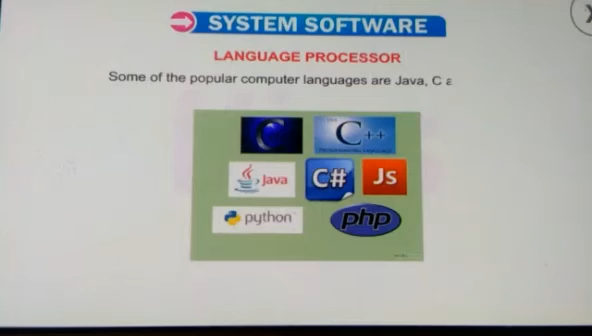 SYSTEM SOFTWARE
LANGUAGE PROCESSOR
Some of the popular computer languages are Java, C a
C
C++
Java
C#
Js
python
php